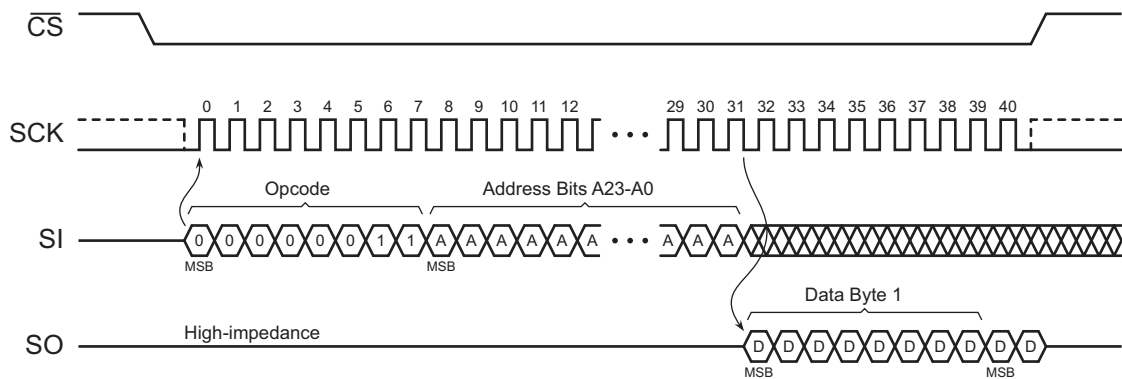 CS
0 1 2 3 4 5 6 7 8 9 10 11 12 29 30 31 32 33 34 35 36 37 38 39 40
SCK
Opcode Address Bits A23-A0
SI 0 0 0 0 0 0 1 1 A A A A A A A A A
MSB MSB
Data Byte 1
High-impedance
SO D D D D D D D D D D
MSB MSB